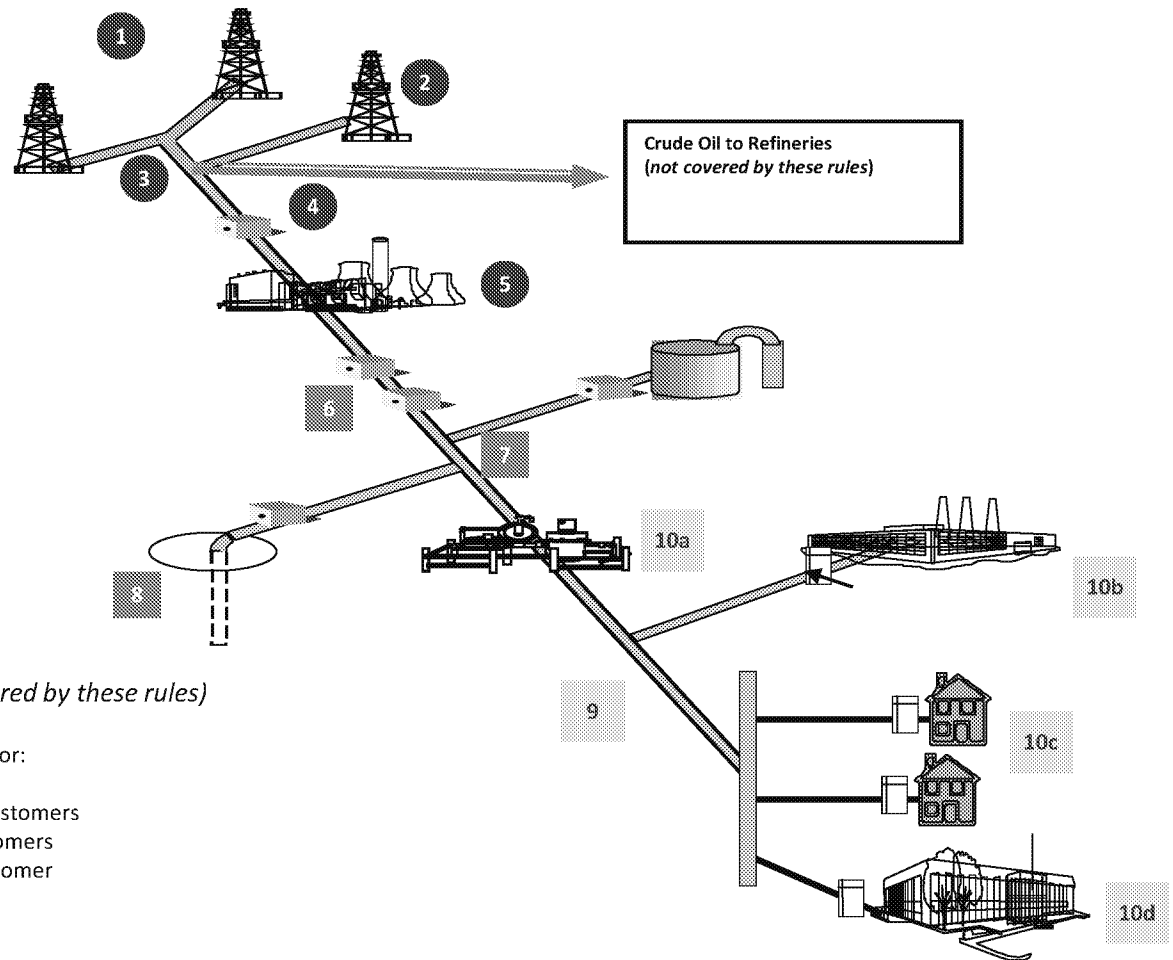 1
2
Crude Oil to Refineries
(not covered by these rules)
3
4
5
6
7
10a
8
10b
red by these rules)
9
or:
10c
stomers
omers
tomer
10d